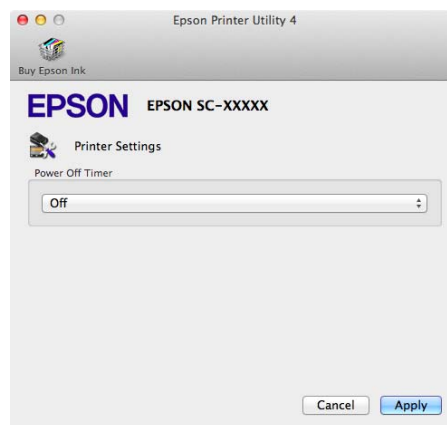 Epson Printer Utility 4
Buy Epson Ink
EPSON EPSON SC-XXXXX
Printer Settings
Power Off Timer
Off
Cancel Apply